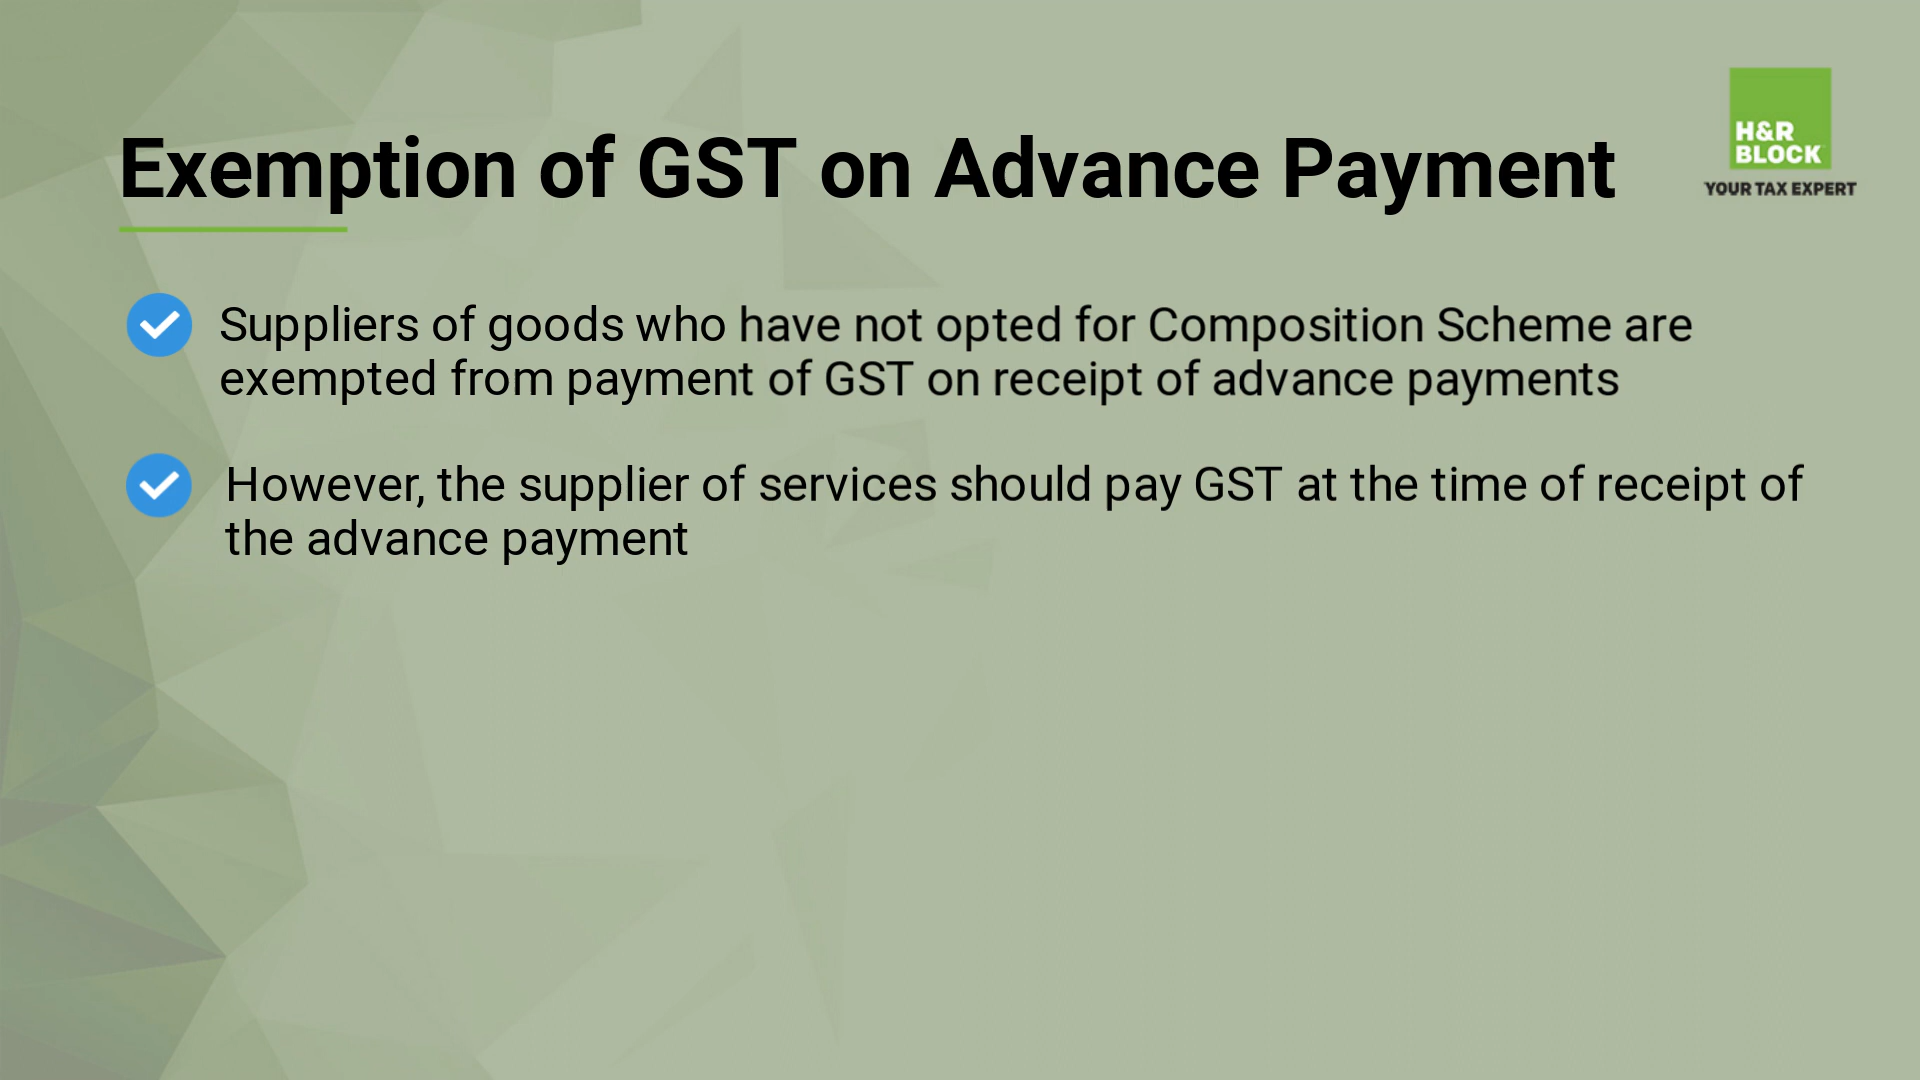 H&R
BLOCK
YOUR TAX EXPERT
Exemption of GST on Advance Payment
Suppliers of goods who have not opted for Composition Scheme are
exempted from payment of GST on receipt of advance payments
However, the supplier of services should pay GST at the time of receipt of
the advance payment